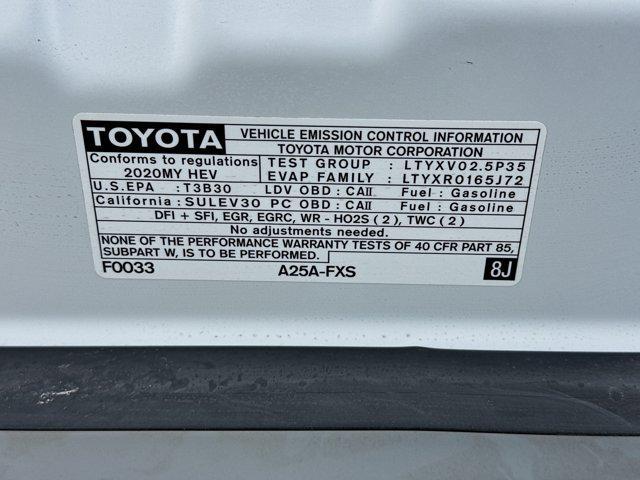 TOYOTA
VEHICLE EMISSION CONTROL INFORMATION
TOYOTA MOTOR CORPORATION
Conforms to regulations
2020MY HEV
TEST GROUP : LTYXV02.5P35
EVAP FAMILY : LTYXR0165J72
U.S.EPA : T3B30 LDV OBD : CAII Fuel : Gasoline
California : SULEV30 PC OBD : CAII Fuel : Gasoline
DFI + SFI, EGR, EGRC, WR - HO2S ( 2 ), TWC ( 2 )
No adjustments needed.
NONE OF THE PERFORMANCE WARRANTY TESTS OF 40 CFR PART 85,
SUBPART W, IS TO BE PERFORMED.
F0033 A25A-FXS 8J